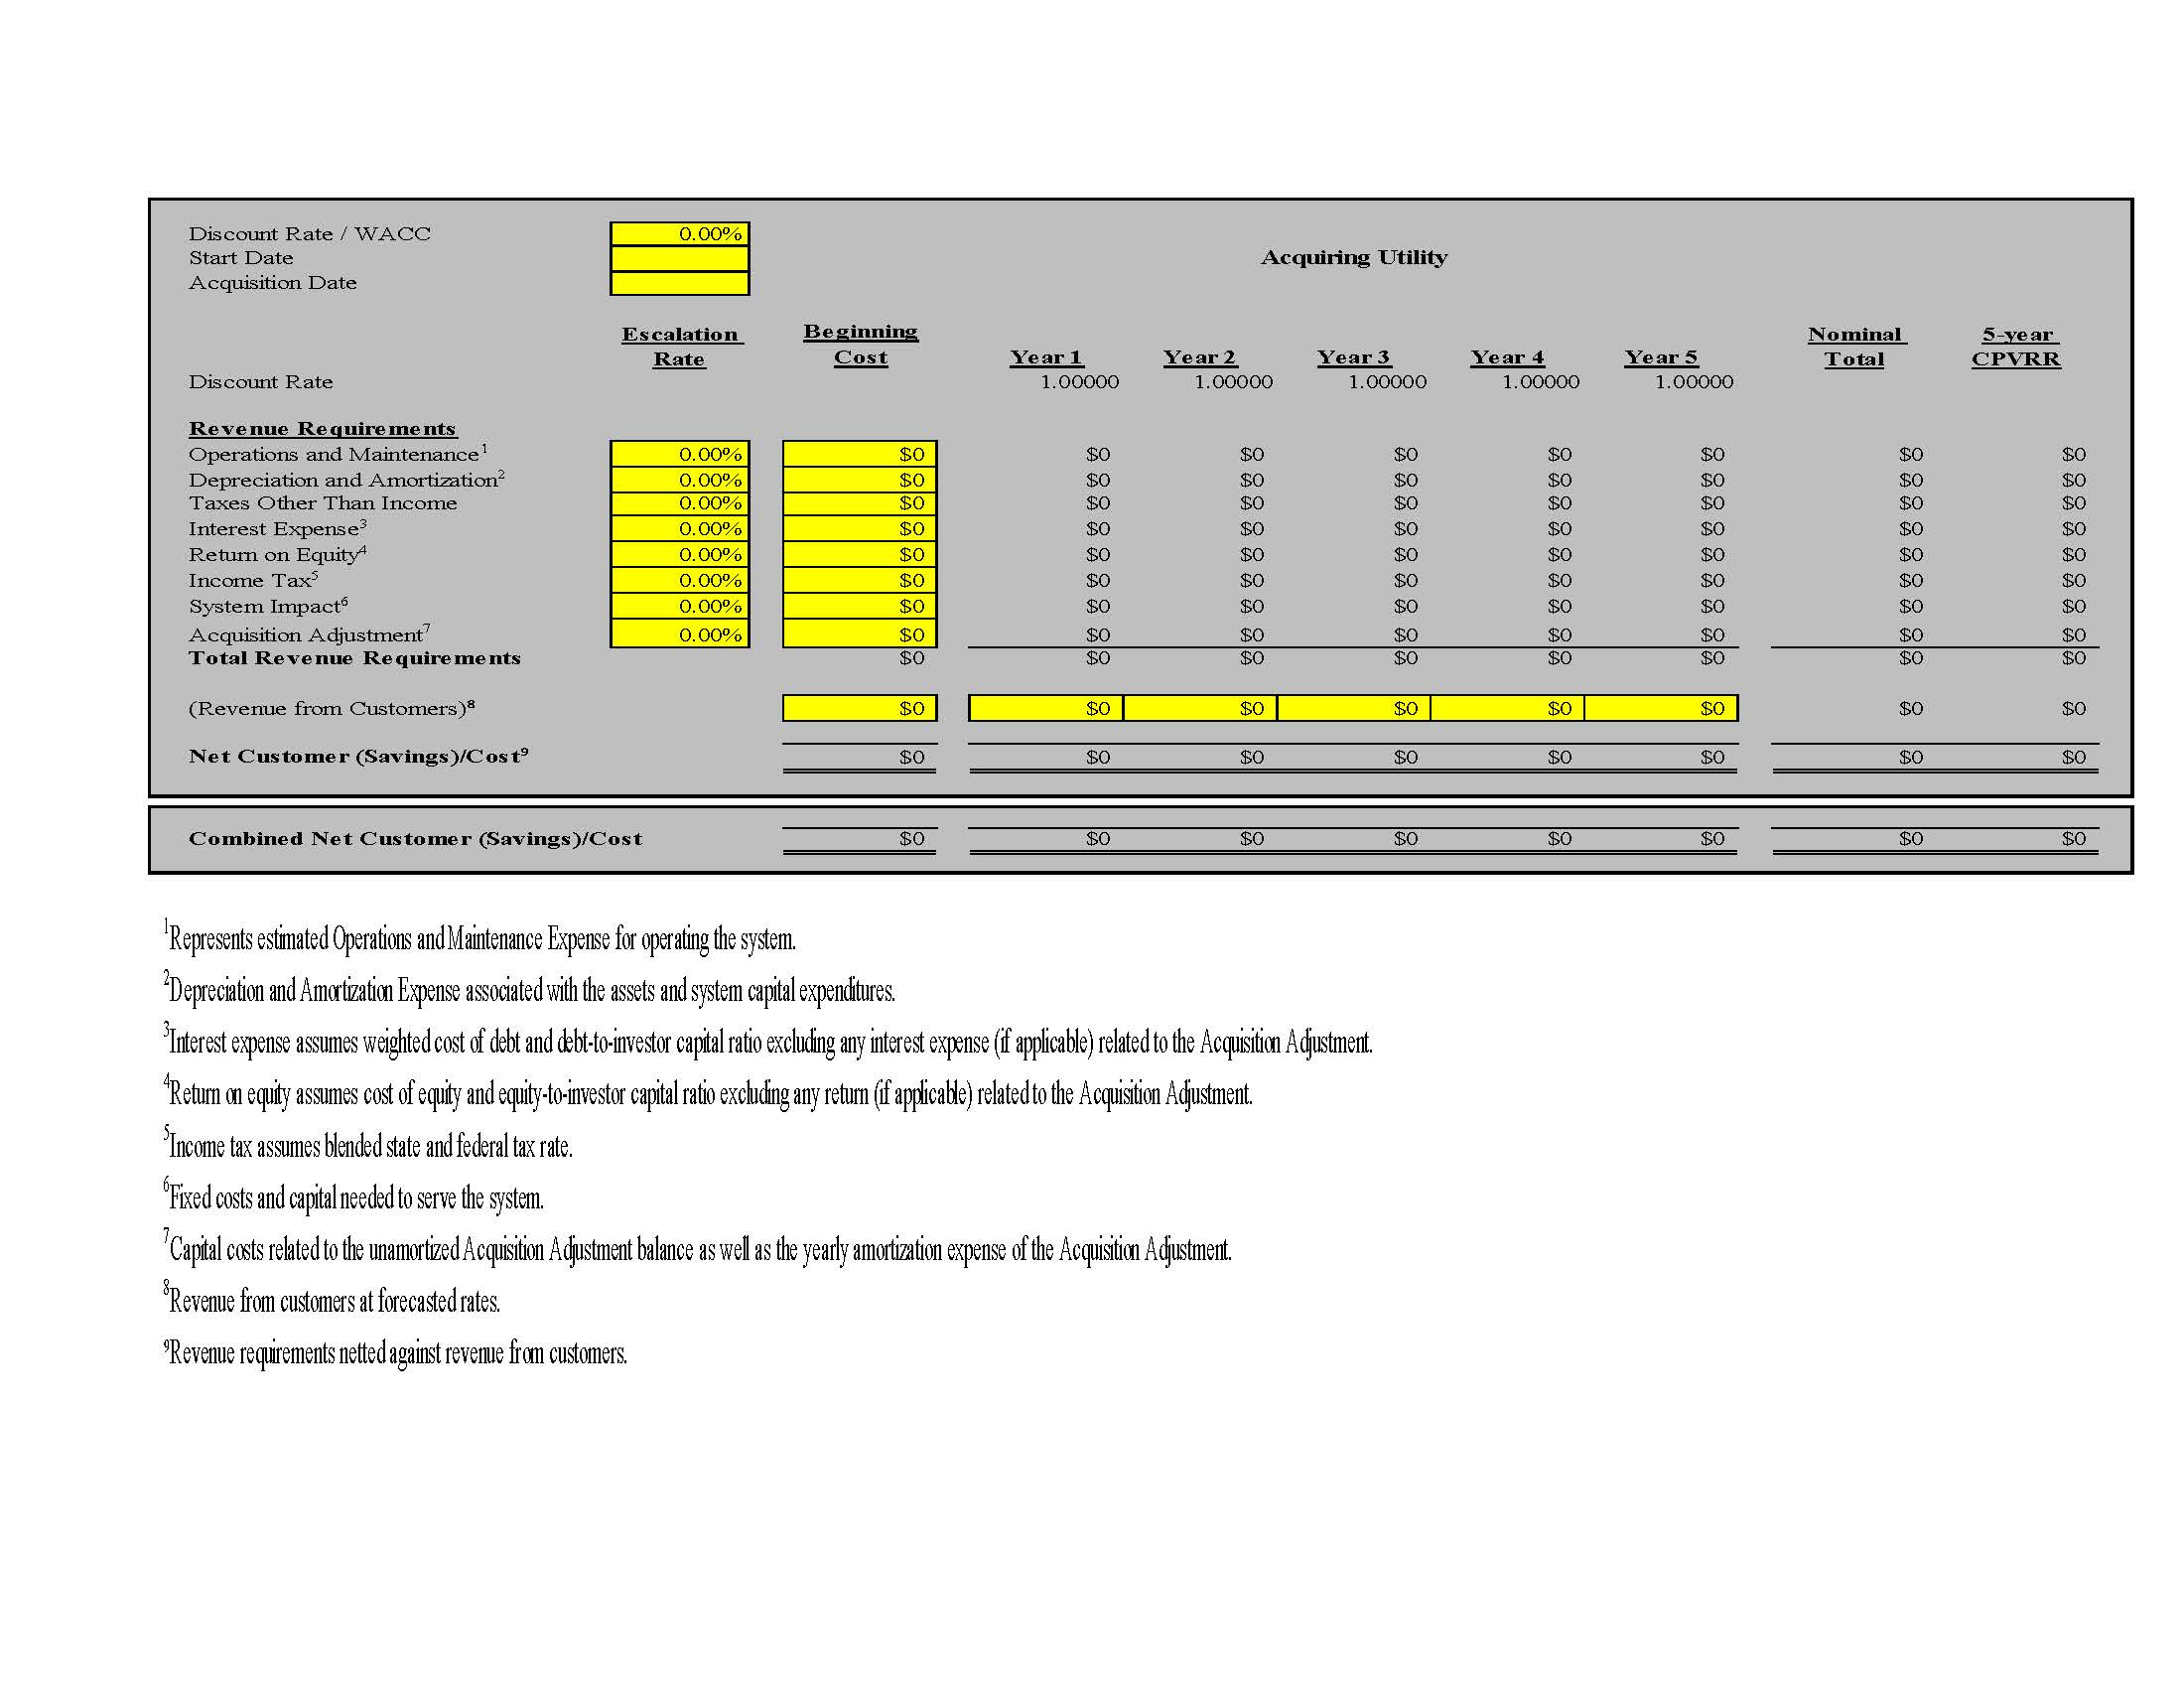 Discount Rate / WACC 0.00%
Start Date
Acquiring Utility
Acquisition Date
Escalation Beginning Nominal 5-year
Rate Cost Year 1 Year 2 Year 3 Year 4 Year 5 Total CPVRR
Discount Rate 1.00000 1.00000 1.00000 1.00000 1.00000
Revenue Requirements
Operations and Maintenance1 0.00% $0 $0 $0 $0 $0 $0 $0 $0
Depreciation and Amortization2 0.00% $0 $0 $0 $0 $0 $0 $0 $0
Taxes Other Than Income 0.00% $0 $0 $0 $0 $0 $0 $0 $0
Interest Expense3 0.00% $0 $0 $0 $0 $0 $0 $0 $0
Return on Equity4 0.00% $0 $0 $0 $0 $0 $0 $0 $0
Income Tax5 0.00% $0 $0 $0 $0 $0 $0 $0 $0
System Impact6 0.00% $0 $0 $0 $0 $0 $0 $0 $0
Acquisition Adjustment7 0.00% $0 $0 $0 $0 $0 $0 $0 $0
Total Revenue Requirements $0 $0 $0 $0 $0 $0 $0 $0
(Revenue from Customers)8 $0 $0 $0 $0 $0 $0 $0 $0
Net Customer (Savings)/Cost9 $0 $0 $0 $0 $0 $0 $0 $0
Combined Net Customer (Savings)/Cost $0 $0 $0 $0 $0 $0 $0 $0
1Represents estimated Operations and Maintenance Expense for operating the system.
2Depreciation and Amortization Expense associated with the assets and system capital expenditures.
3Interest expense assumes weighted cost of debt and debt-to-investor capital ratio excluding any interest expense (if applicable) related to the Acquisition Adjustment.
4Return on equity assumes cost of equity and equity-to-investor capital ratio excluding any return (if applicable) related to the Acquisition Adjustment.
5Income tax assumes blended state and federal tax rate.
6Fixed costs and capital needed to serve the system.
7Capital costs related to the unamortized Acquisition Adjustment balance as well as the yearly amortization expense of the Acquisition Adjustment.
8Revenue from customers at forecasted rates.
9Revenue requirements netted against revenue from customers.